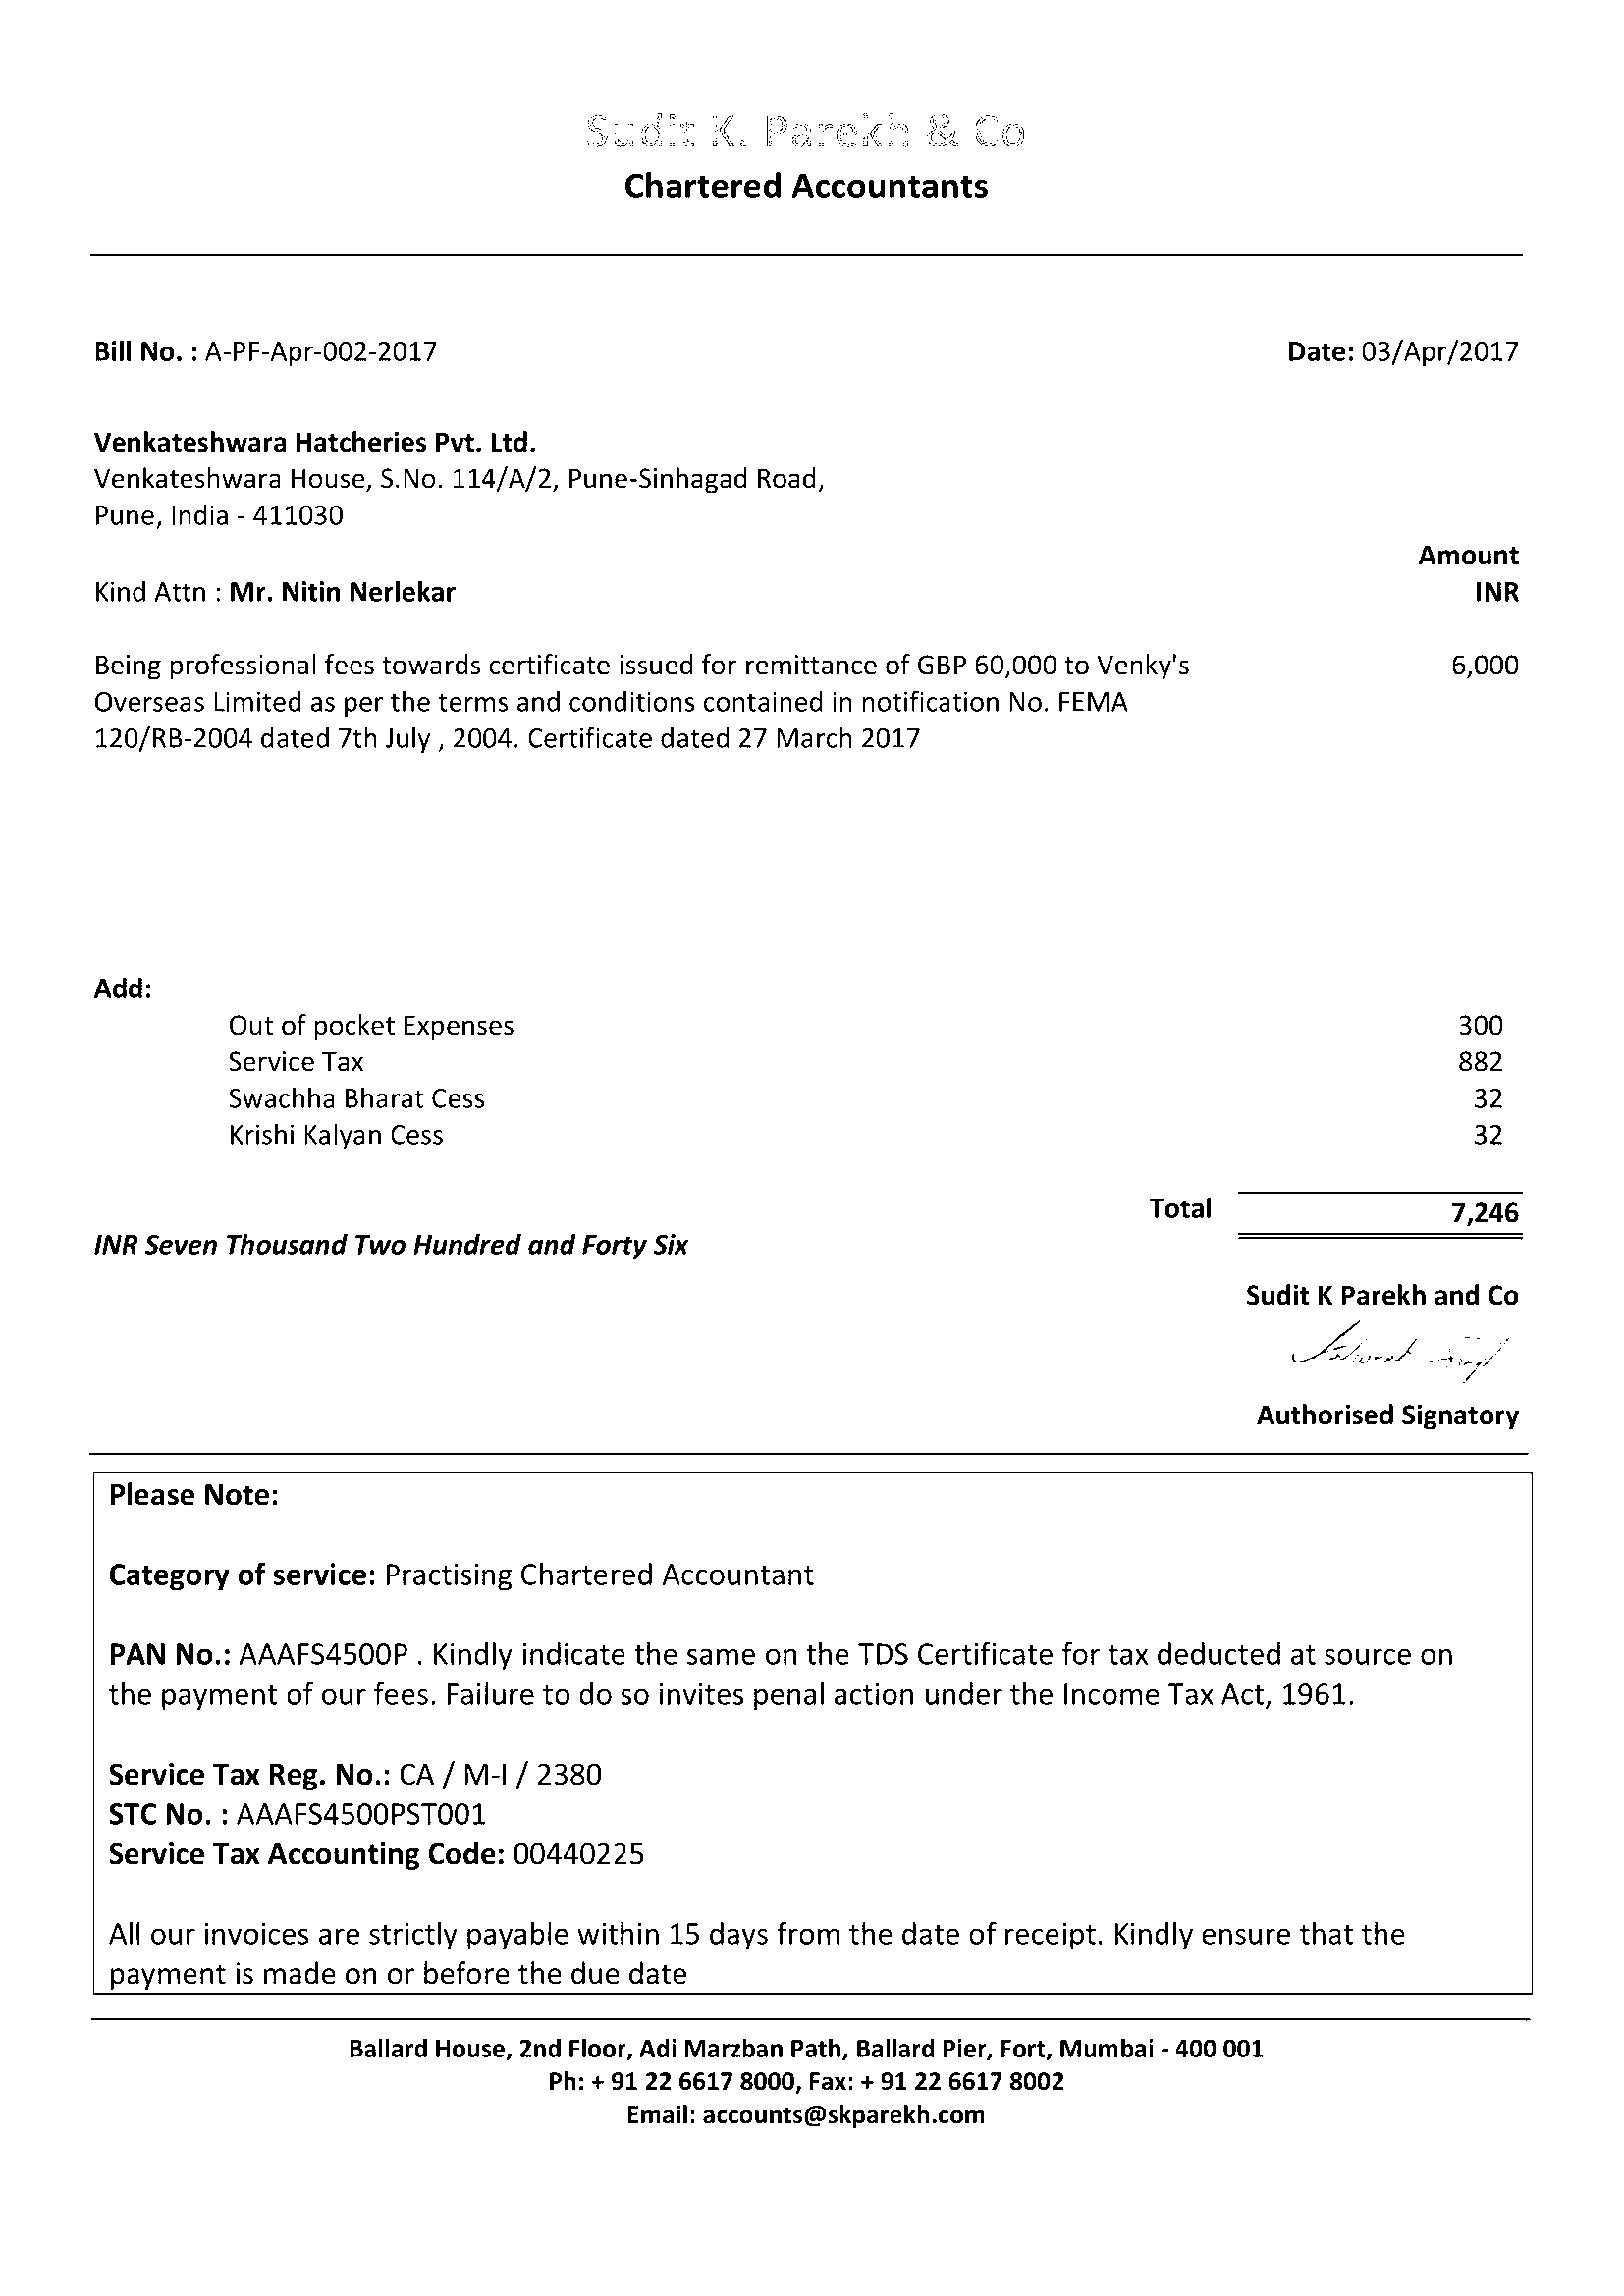 Sudit K. Parekh & Co
Chartered Accountants
Bill No. : A-PF-Apr-002-2017 Date: 03/Apr/2017
Venkateshwara Hatcheries Pvt. Ltd.
Venkateshwara House, S.No. 114/A/2, Pune-Sinhagad Road,
Pune, India - 411030
Amount
Kind Attn : Mr. Nitin Nerlekar INR
Being professional fees towards certificate issued for remittance of GBP 60,000 to Venky's 6,000
Overseas Limited as per the terms and conditions contained in notification No. FEMA
120/RB-2004 dated 7th July , 2004. Certificate dated 27 March 2017
Add:
Out of pocket Expenses 300
Service Tax 882
Swachha Bharat Cess 32
Krishi Kalyan Cess 32
Total 7,246
INR Seven Thousand Two Hundred and Forty Six
Sudit K Parekh and Co
Authorised Signatory
Please Note:
Category of service: Practising Chartered Accountant
PAN No.: AAAFS4500P . Kindly indicate the same on the TDS Certificate for tax deducted at source on
the payment of our fees. Failure to do so invites penal action under the Income Tax Act, 1961.
Service Tax Reg. No.: CA / M-I / 2380
STC No. : AAAFS4500PST001
Service Tax Accounting Code: 00440225
All our invoices are strictly payable within 15 days from the date of receipt. Kindly ensure that the
payment is made on or before the due date
Ballard House, 2nd Floor, Adi Marzban Path, Ballard Pier, Fort, Mumbai - 400 001
Ph: + 91 22 6617 8000, Fax: + 91 22 6617 8002
Email: accounts@skparekh.com